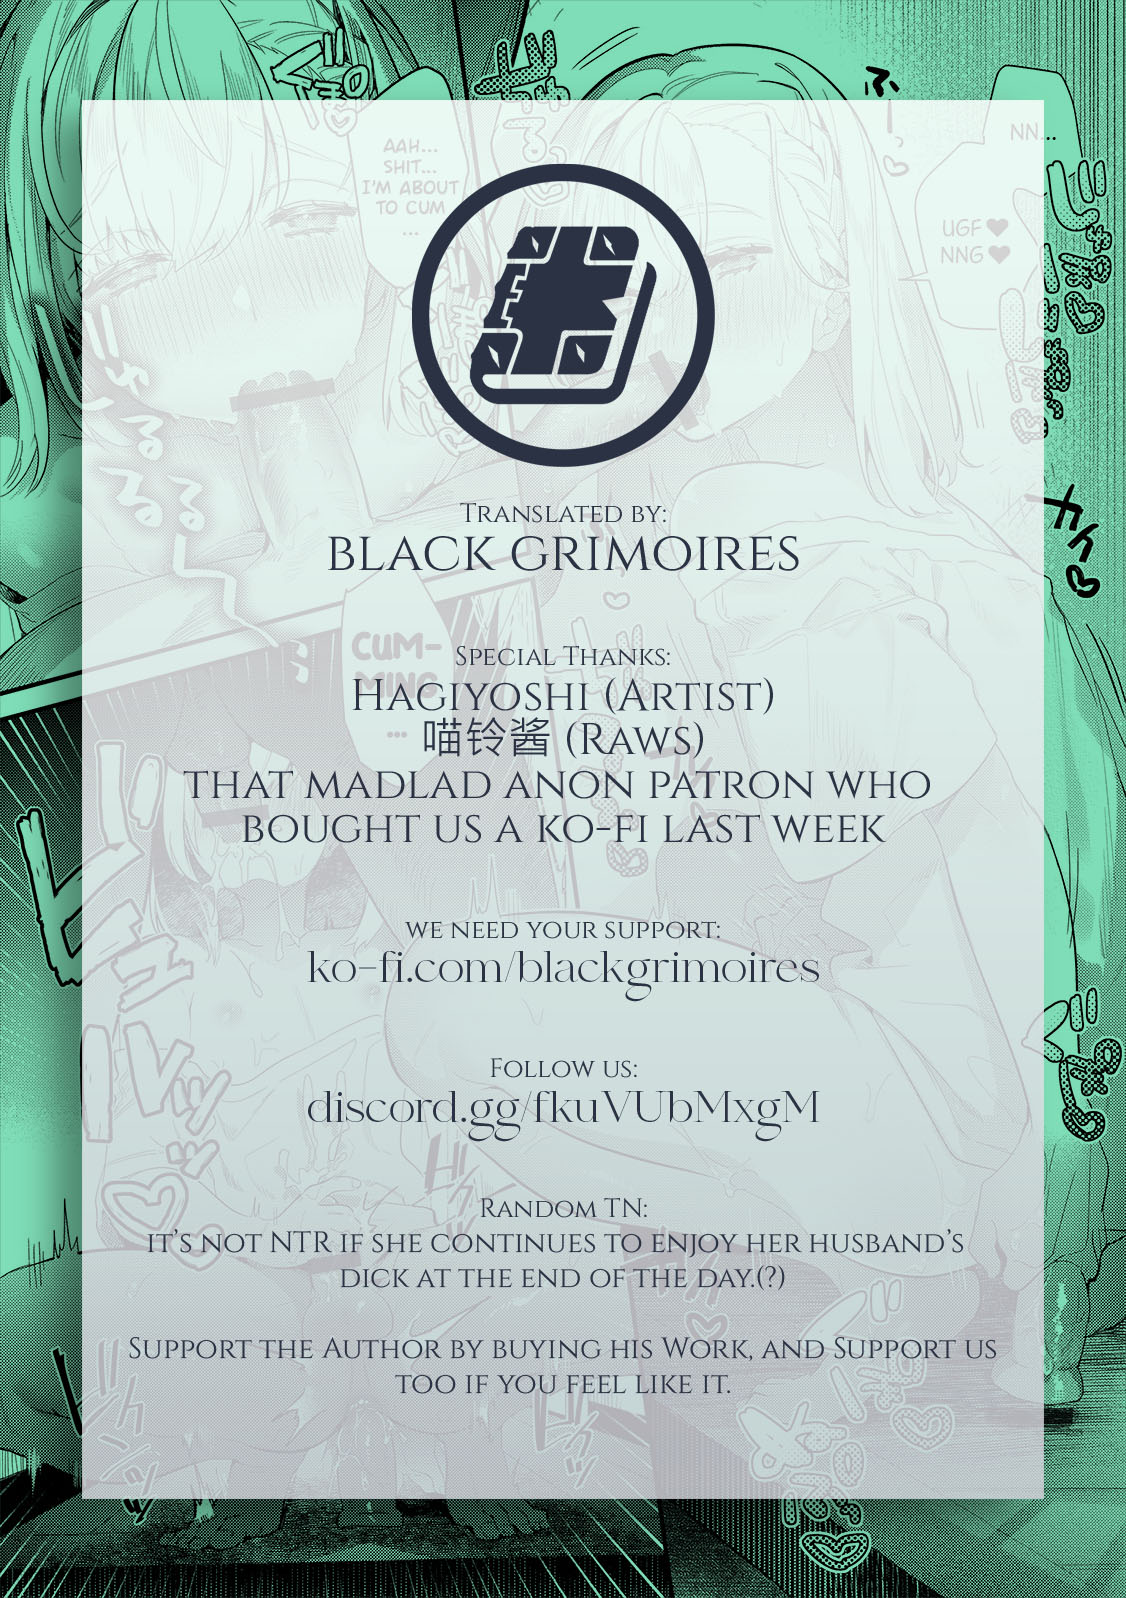 AAH...
SHIT...
I'M ABOUT
TO CUM
...
NN...
UGF♥
NNG♥
ふ
TRANSLATED BY:
BLACK GRIMOIRES
CUM-
MING
...
SPECIAL THANKS:
HAGIYOSHI (ARTIST)
喵铃酱 (RAWS)
THAT MADLAD ANON PATRON WHO
BOUGHT US A KO-FI LAST WEEK
WE NEED YOUR SUPPORT:
ko-fi.com/blackgrimoires
FOLLOW US:
discord.gg/fkuVUbMxgM
RANDOM TN:
IT'S NOT NTR IF SHE CONTINUES TO ENJOY HER HUSBAND'S
DICK AT THE END OF THE DAY.(?)
SUPPORT THE AUTHOR BY BUYING HIS WORK, AND SUPPORT US
TOO IF YOU FEEL LIKE IT.